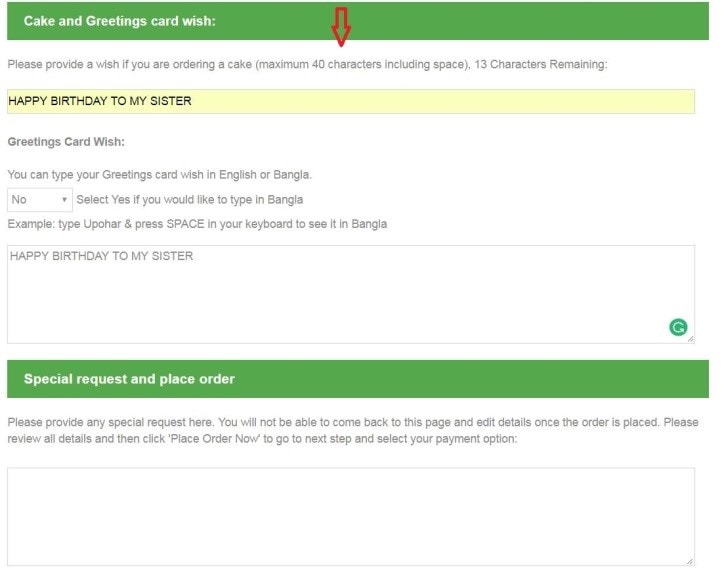 Cake and Greetings card wish:
Please provide a wish if you are ordering a cake (maximum 40 characters including space), 13 Characters Remaining:
HAPPY BIRTHDAY TO MY SISTER
Greetings Card Wish:
You can type your Greetings card wish in English or Bangla.
No Select Yes if you would like to type in Bangla
Example: type Upohar & press SPACE in your keyboard to see it in Bangla
HAPPY BIRTHDAY TO MY SISTER
Special request and place order
Please provide any special request here. You will not be able to come back to this page and edit details once the order is placed. Please
review all details and then click 'Place Order Now' to go to next step and select your payment option: